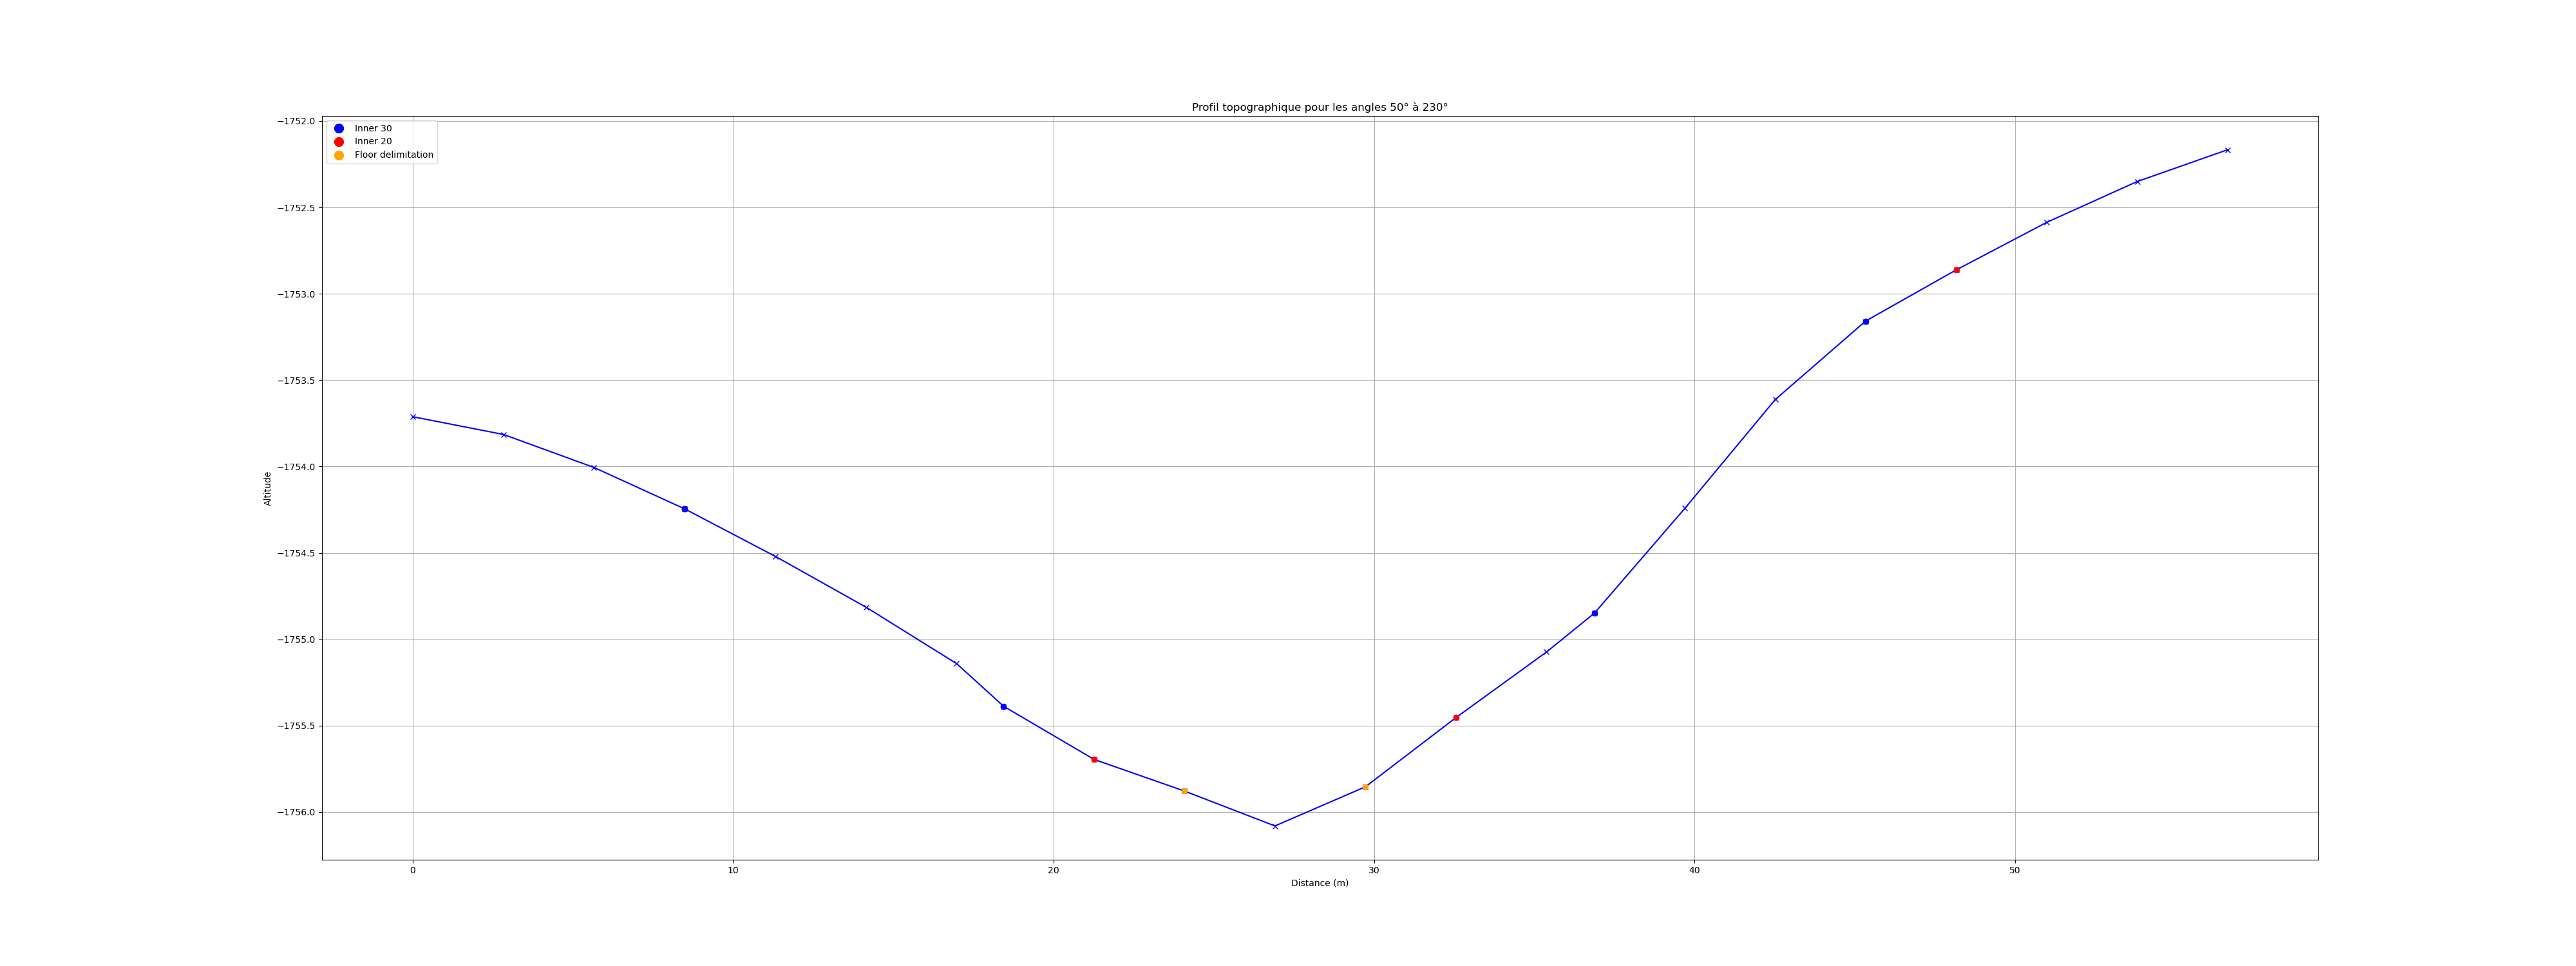 Profil topographique pour les angles 50° à 230°
Inner 30
Inner 20
Floor delimitation
−1752.0
−1752.5
−1753.0
−1753.5
−1754.0
−1754.5
−1755.0
−1755.5
−1756.0
Altitude
0 10 20 30 40 50
Distance (m)